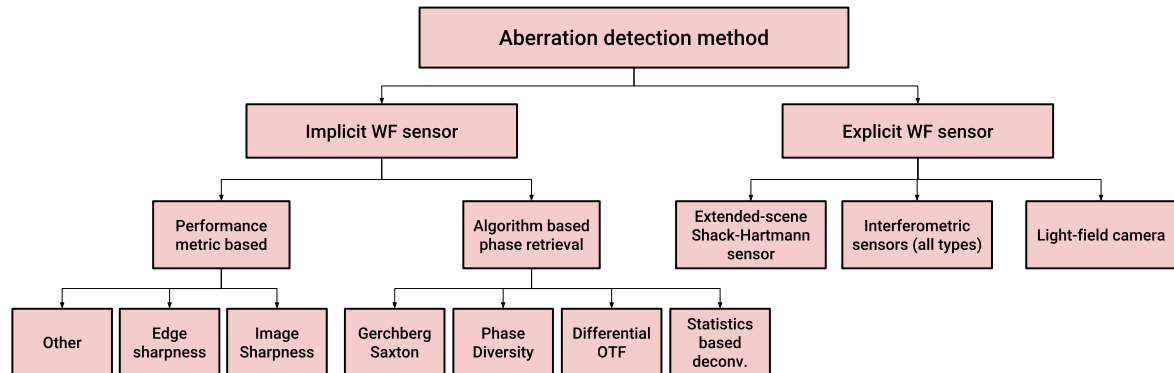 Aberration detection method
Implicit WF sensor
Explicit WF sensor
Performance
metric based
Algorithm based
phase retrieval
Extended-scene
Shack-Hartmann
sensor
Interferometric
sensors (all types)
Light-field camera
Other
Edge
sharpness
Image
Sharpness
Gerchberg
Saxton
Phase
Diversity
Differential
OTF
Statistics
based
deconv.